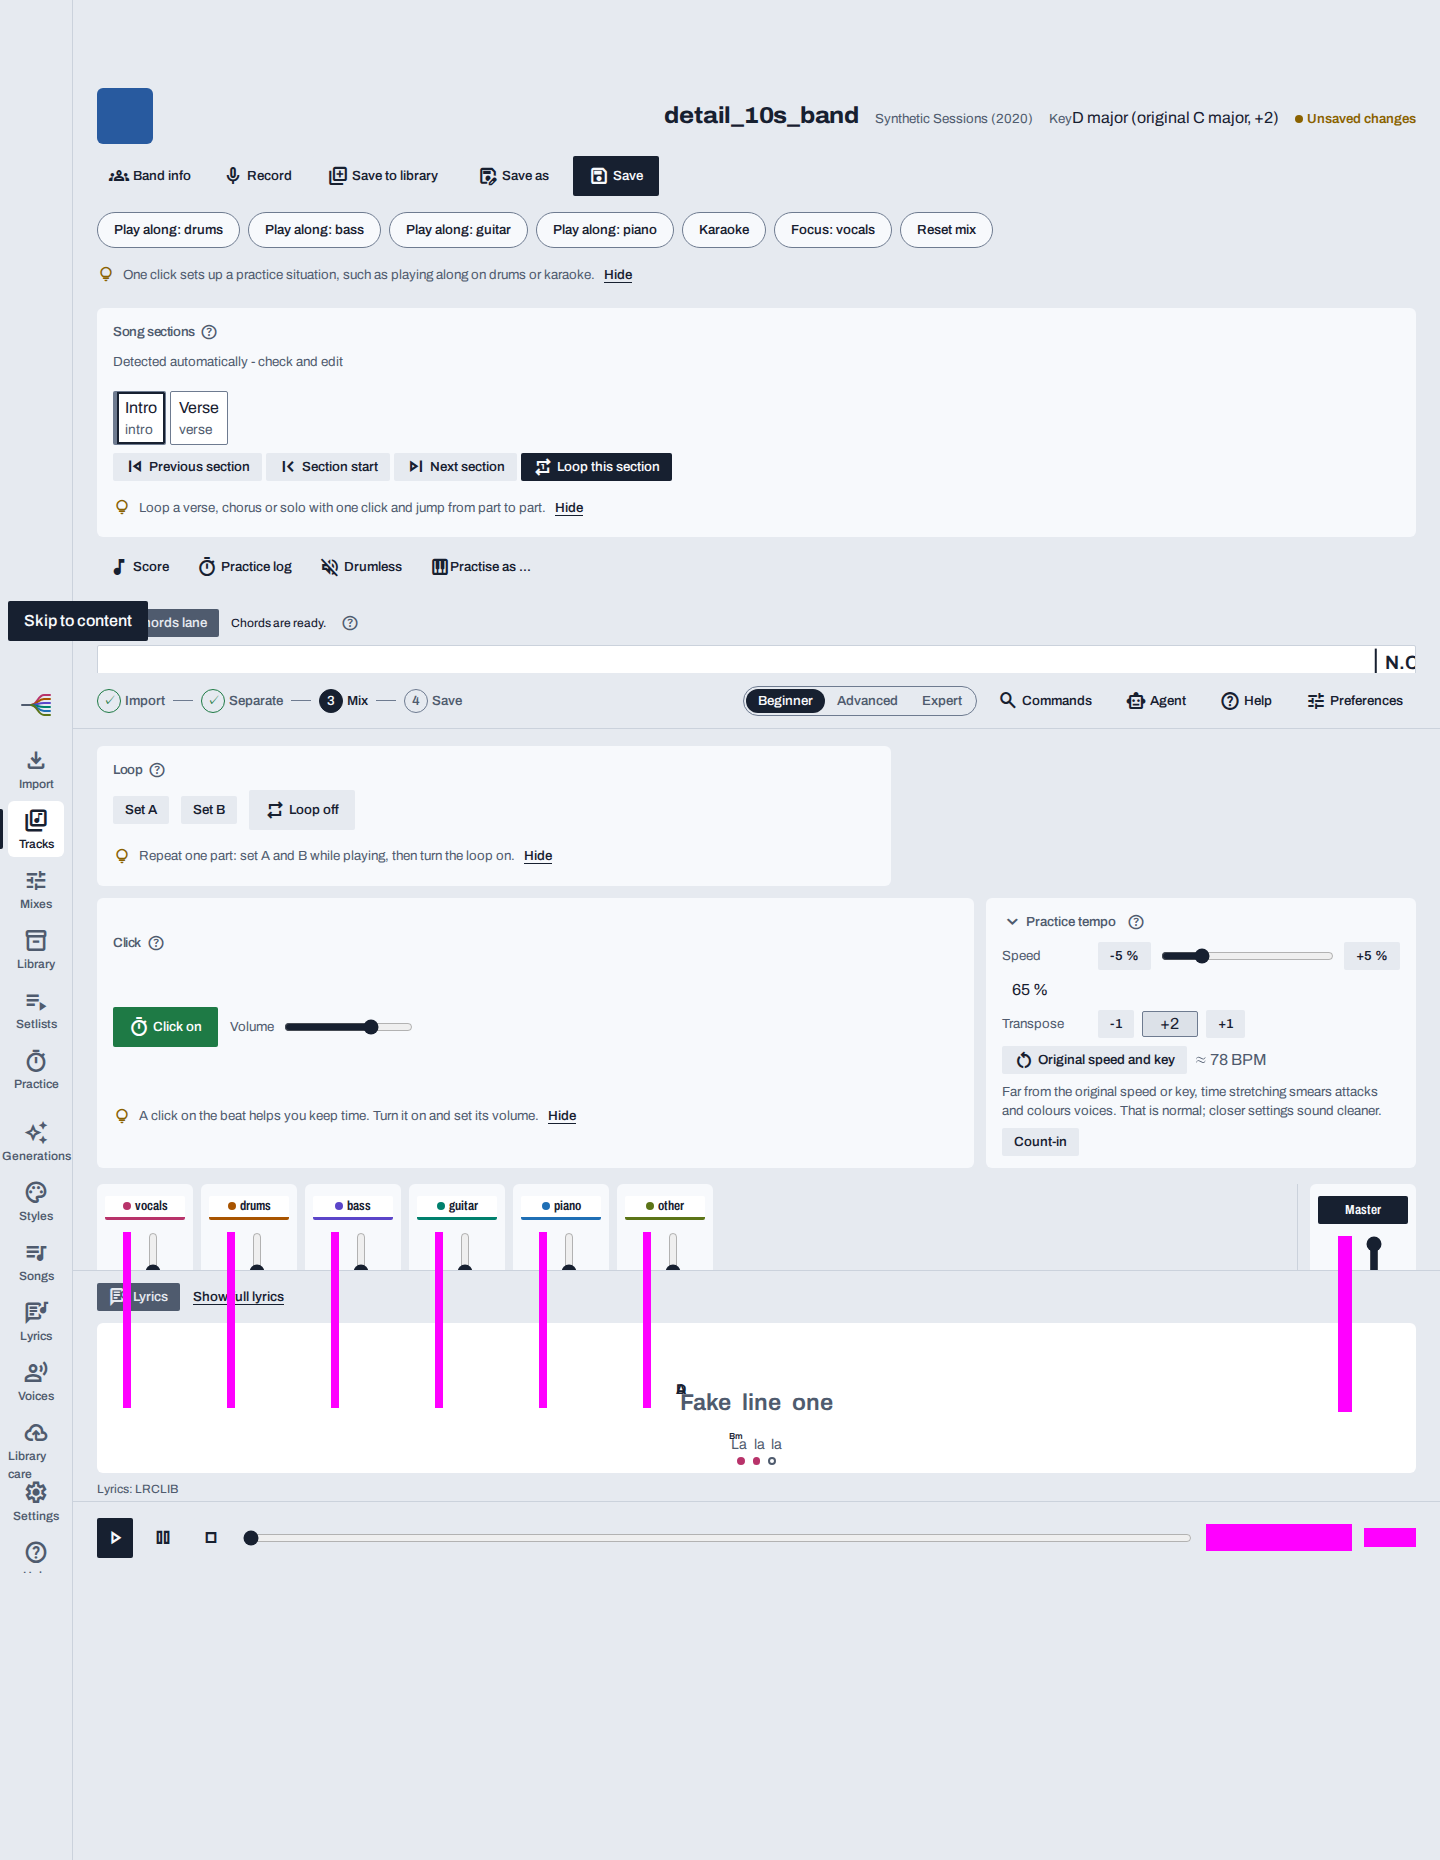 detail_10s_band Synthetic Sessions (2020) KeyD major (original C major, +2) Unsaved changes
Band info Record Save to library Save as Save
Play along: drums Play along: bass Play along: guitar Play along: piano Karaoke Focus: vocals Reset mix
One click sets up a practice situation, such as playing along on drums or karaoke. Hide
Song sections
Detected automatically - check and edit
Intro Verse
intro verse
Previous section Section start Next section Loop this section
Loop a verse, chorus or solo with one click and jump from part to part. Hide
Score Practice log Drumless Practise as ...
Skip to content lane Chords are ready.
N.C
Import Separate 3 Mix 4 Save Beginner Advanced Expert Commands Agent Help Preferences
Loop
Set A Set B Loop off
Repeat one part: set A and B while playing, then turn the loop on. Hide
Import
Tracks
Mixes
Library
Setlists
Practice
Generations
Styles
Songs
Lyrics
Voices
Library
care
Settings
Click
Click on Volume
A click on the beat helps you keep time. Turn it on and set its volume. Hide
Practice tempo
Speed -5 % +5 %
65 %
Transpose -1 +2 +1
Original speed and key ≈ 78 BPM
Far from the original speed or key, time stretching smears attacks
and colours voices. That is normal; closer settings sound cleaner.
Count-in
vocals drums bass guitar piano other Master
Lyrics Show full lyrics
Fake line one
Bm
La la la
Lyrics: LRCLIB